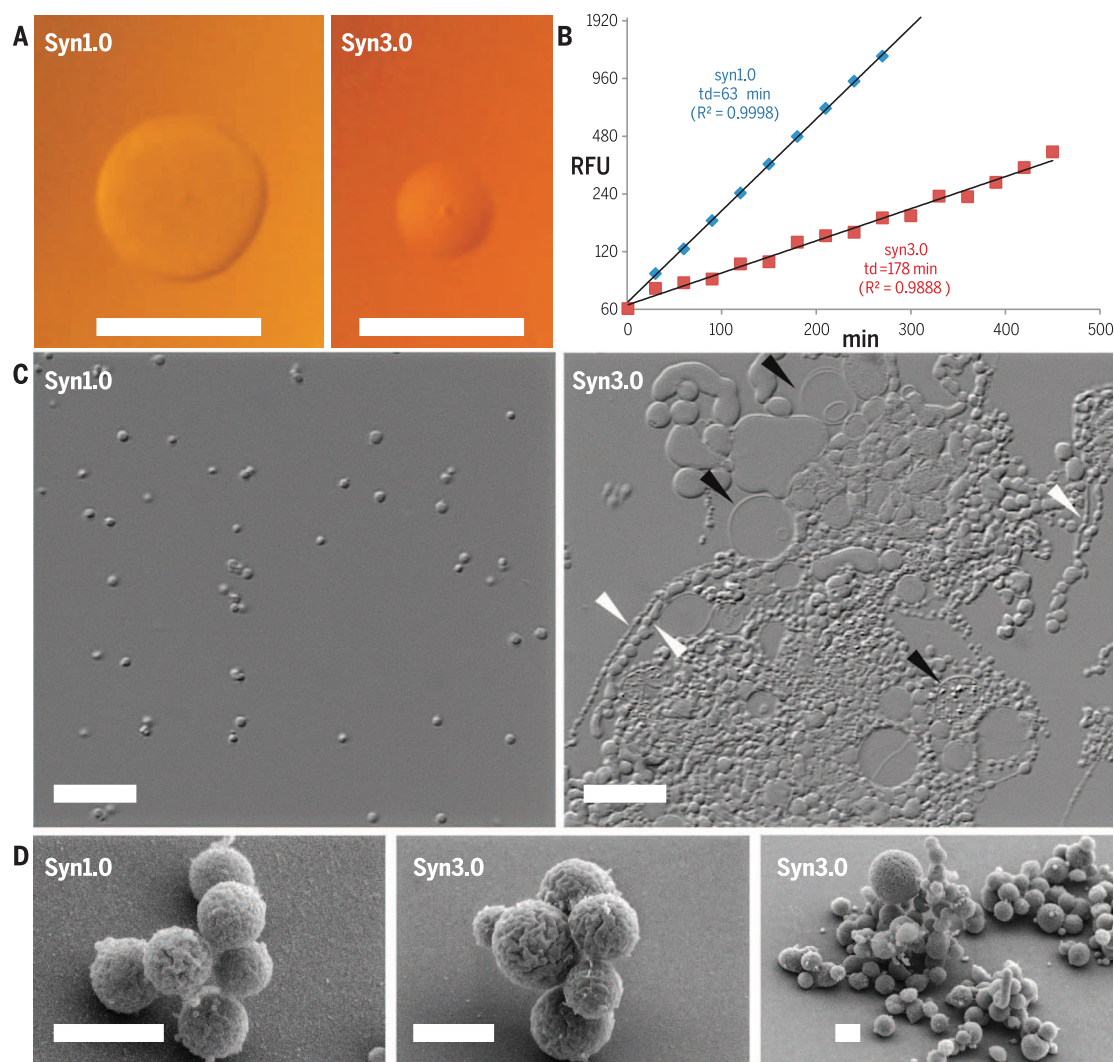 A
Syn1.0
Syn3.0
B
1920
960
480
240
120
60
RFU
syn1.0
td=63 min
(R² = 0.9998)
syn3.0
td=178 min
(R² = 0.9888)
0
100
200
300
400
500
min
C
Syn1.0
Syn3.0
D
Syn1.0
Syn3.0
Syn3.0